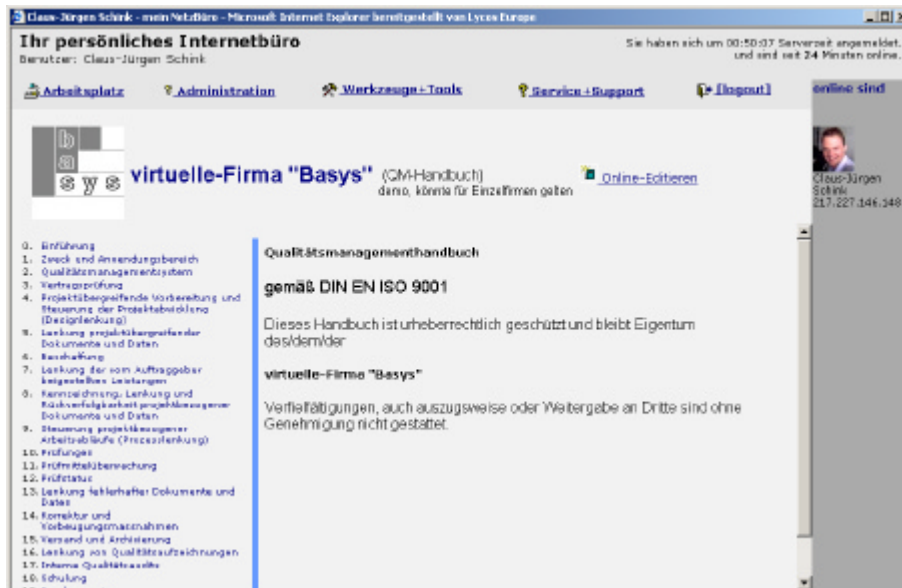 Claus-Jürgen Schink - mein NetzBüro - Microsoft Internet Explorer bereitgestellt von Lycos Europe
Ihr persönliches Internetbüro
Benutzer: Claus-Jürgen Schink
Sie haben sich um 00:50:07 Serverzeit angemeldet.
und sind seit 24 Minuten online.
Arbeitsplatz
Administration
Werkzeuge+Tools
Service+Support
[logout]
online sind
basys
virtuelle-Firma "Basys" (QM-Handbuch)
demo, könnte für Einzelfirmen gelten
Online-Editieren
Claus-Jürgen
Schink
217.227.146.148
0. Einführung
1. Zweck und Anwendungsbereich
2. Qualitätsmanagementsystem
3. Vertragsprüfung
4. Projektübergreifende Vorbereitung und
Steuerung der Projektabwicklung
(Designlenkung)
5. Lenkung projektübergreifender
Dokumente und Daten
6. Beschaffung
7. Lenkung der vom Auftraggeber
beigestellten Leistungen
8. Kennzeichnung, Lenkung und
Rückverfolgbarkeit projektbezogener
Dokumente und Daten
9. Steuerung projektbezogener
Arbeitsabläufe (Prozesslenkung)
10. Prüfungen
11. Prüfmittelüberwachung
12. Prüfstatus
13. Lenkung fehlerhafter Dokumente und
Daten
14. Korrektur und
Vorbeugungsmassnahmen
15. Versand und Archivierung
16. Lenkung von Qualitätsaufzeichnungen
17. Interne Qualitätsaudits
18. Schulung
Qualitätsmanagementhandbuch
gemäß DIN EN ISO 9001
Dieses Handbuch ist urheberrechtlich geschützt und bleibt Eigentum
des/dem/der
virtuelle-Firma "Basys"
Verfielfältigungen, auch auszugsweise oder Weitergabe an Dritte sind ohne
Genehmigung nicht gestattet.